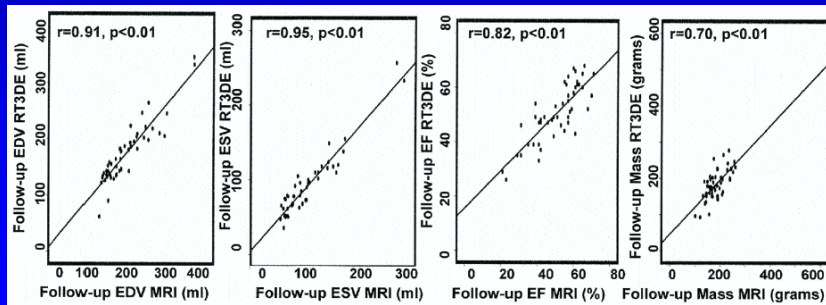 r=0.91, p<0.01
Follow-up EDV RT3DE (ml)
0 100 200 300 400
0 100 200 300 400
Follow-up EDV MRI (ml)
r=0.95, p<0.01
Follow-up ESV RT3DE (ml)
0 100 200 300
0 100 200 300
Follow-up ESV MRI (ml)
r=0.82, p<0.01
Follow-up EF RT3DE (%)
0 20 40 60 80
0 20 40 60 80
Follow-up EF MRI (%)
r=0.70, p<0.01
Follow-up Mass RT3DE (grams)
0 200 400 600
0 200 400 600
Follow-up Mass MRI (grams)